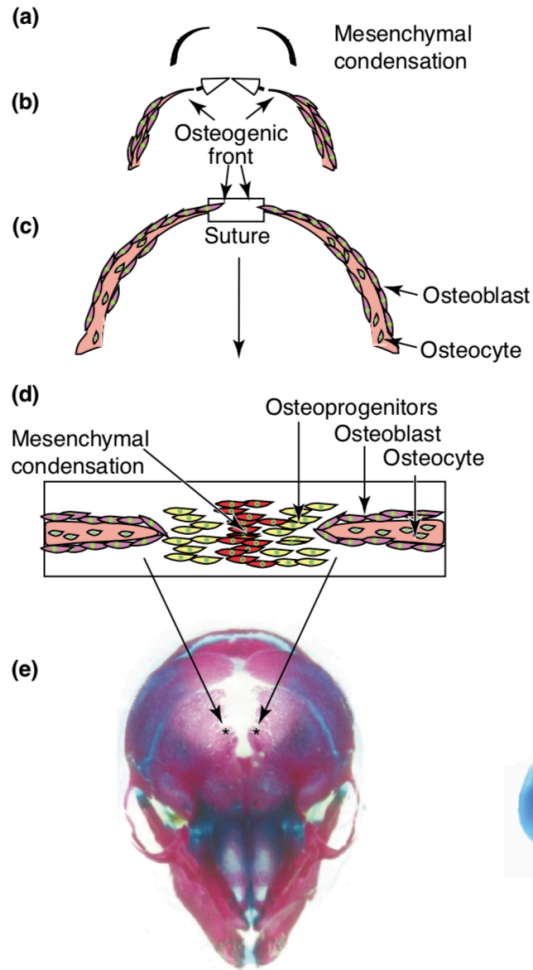 (a)
Mesenchymal
condensation
(b)
Osteogenic
front
(c)
Suture
Osteoblast
Osteocyte
(d)
Osteoprogenitors
Osteoblast
Osteocyte
Mesenchymal
condensation
(e)
* *